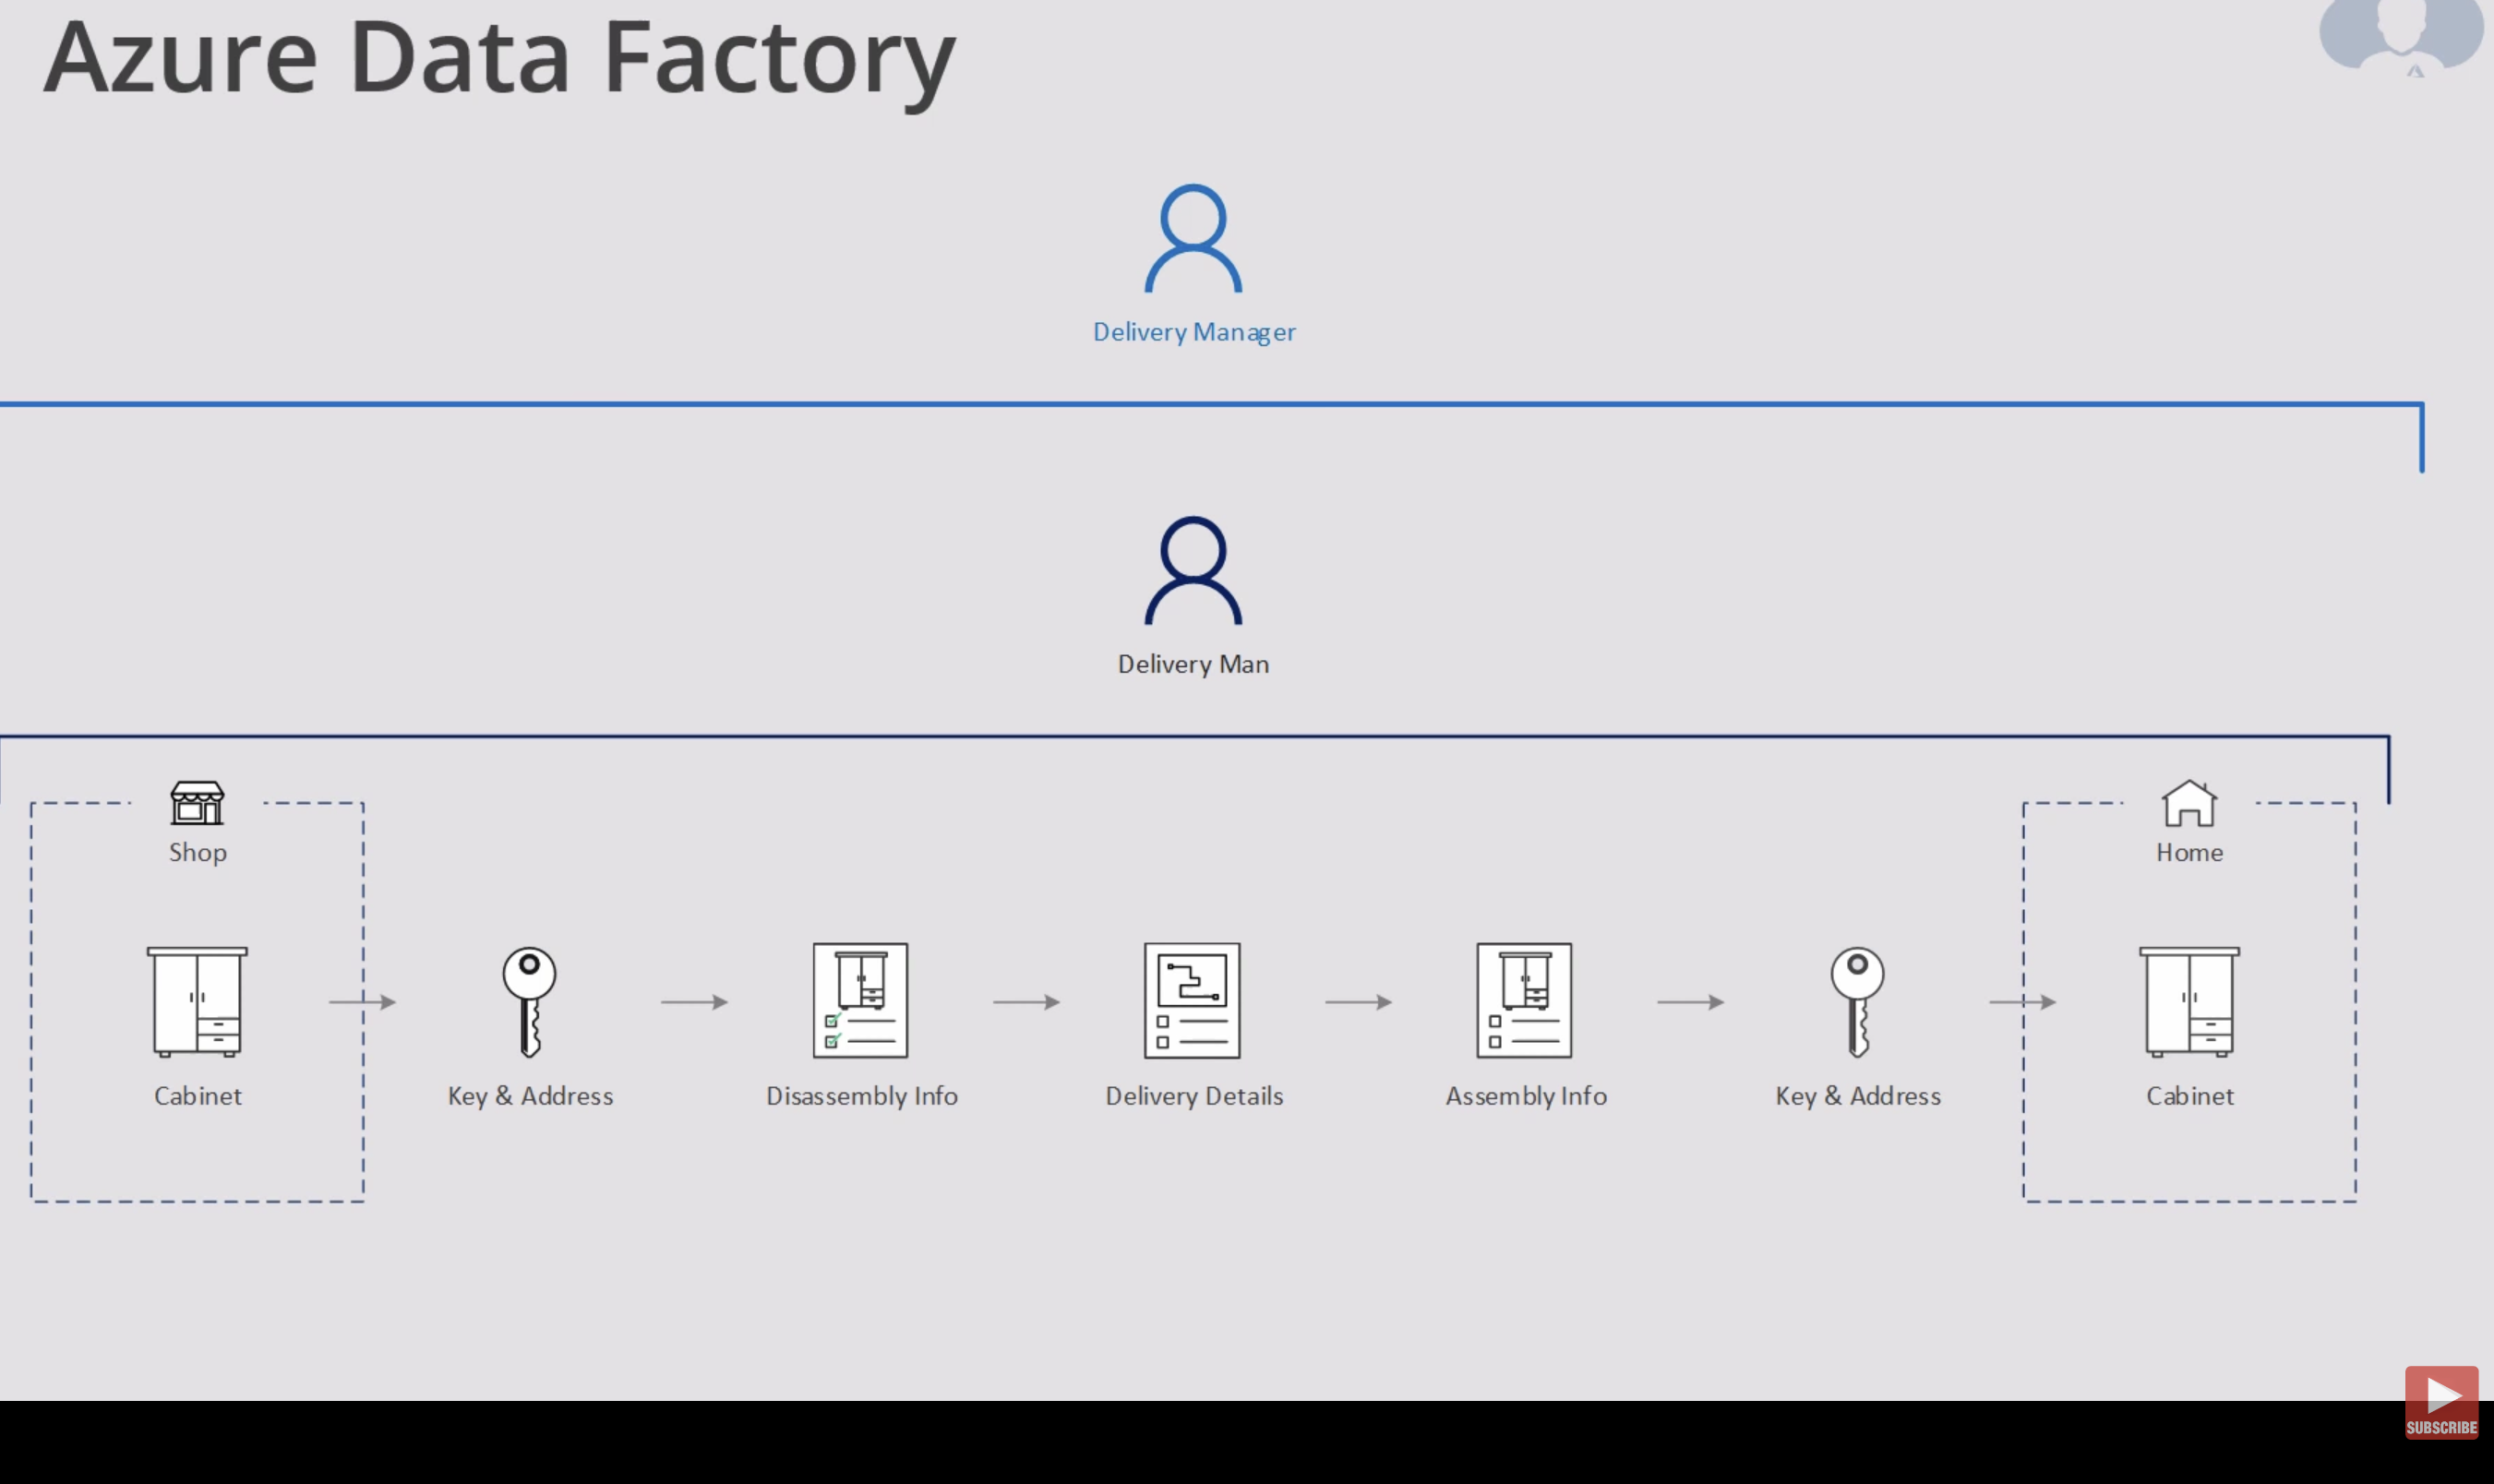 Azure Data Factory
Delivery Manager
Delivery Man
Shop
Home
Cabinet
Key & Address
Disassembly Info
Delivery Details
Assembly Info
Key & Address
Cabinet
SUBSCRIBE